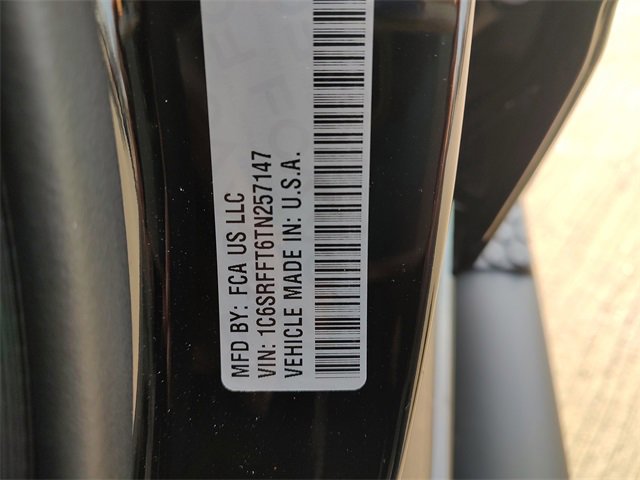 MFD BY: FCA US LLC
VIN: 1C6SRFFT6TN257147
VEHICLE MADE IN: U.S.A.